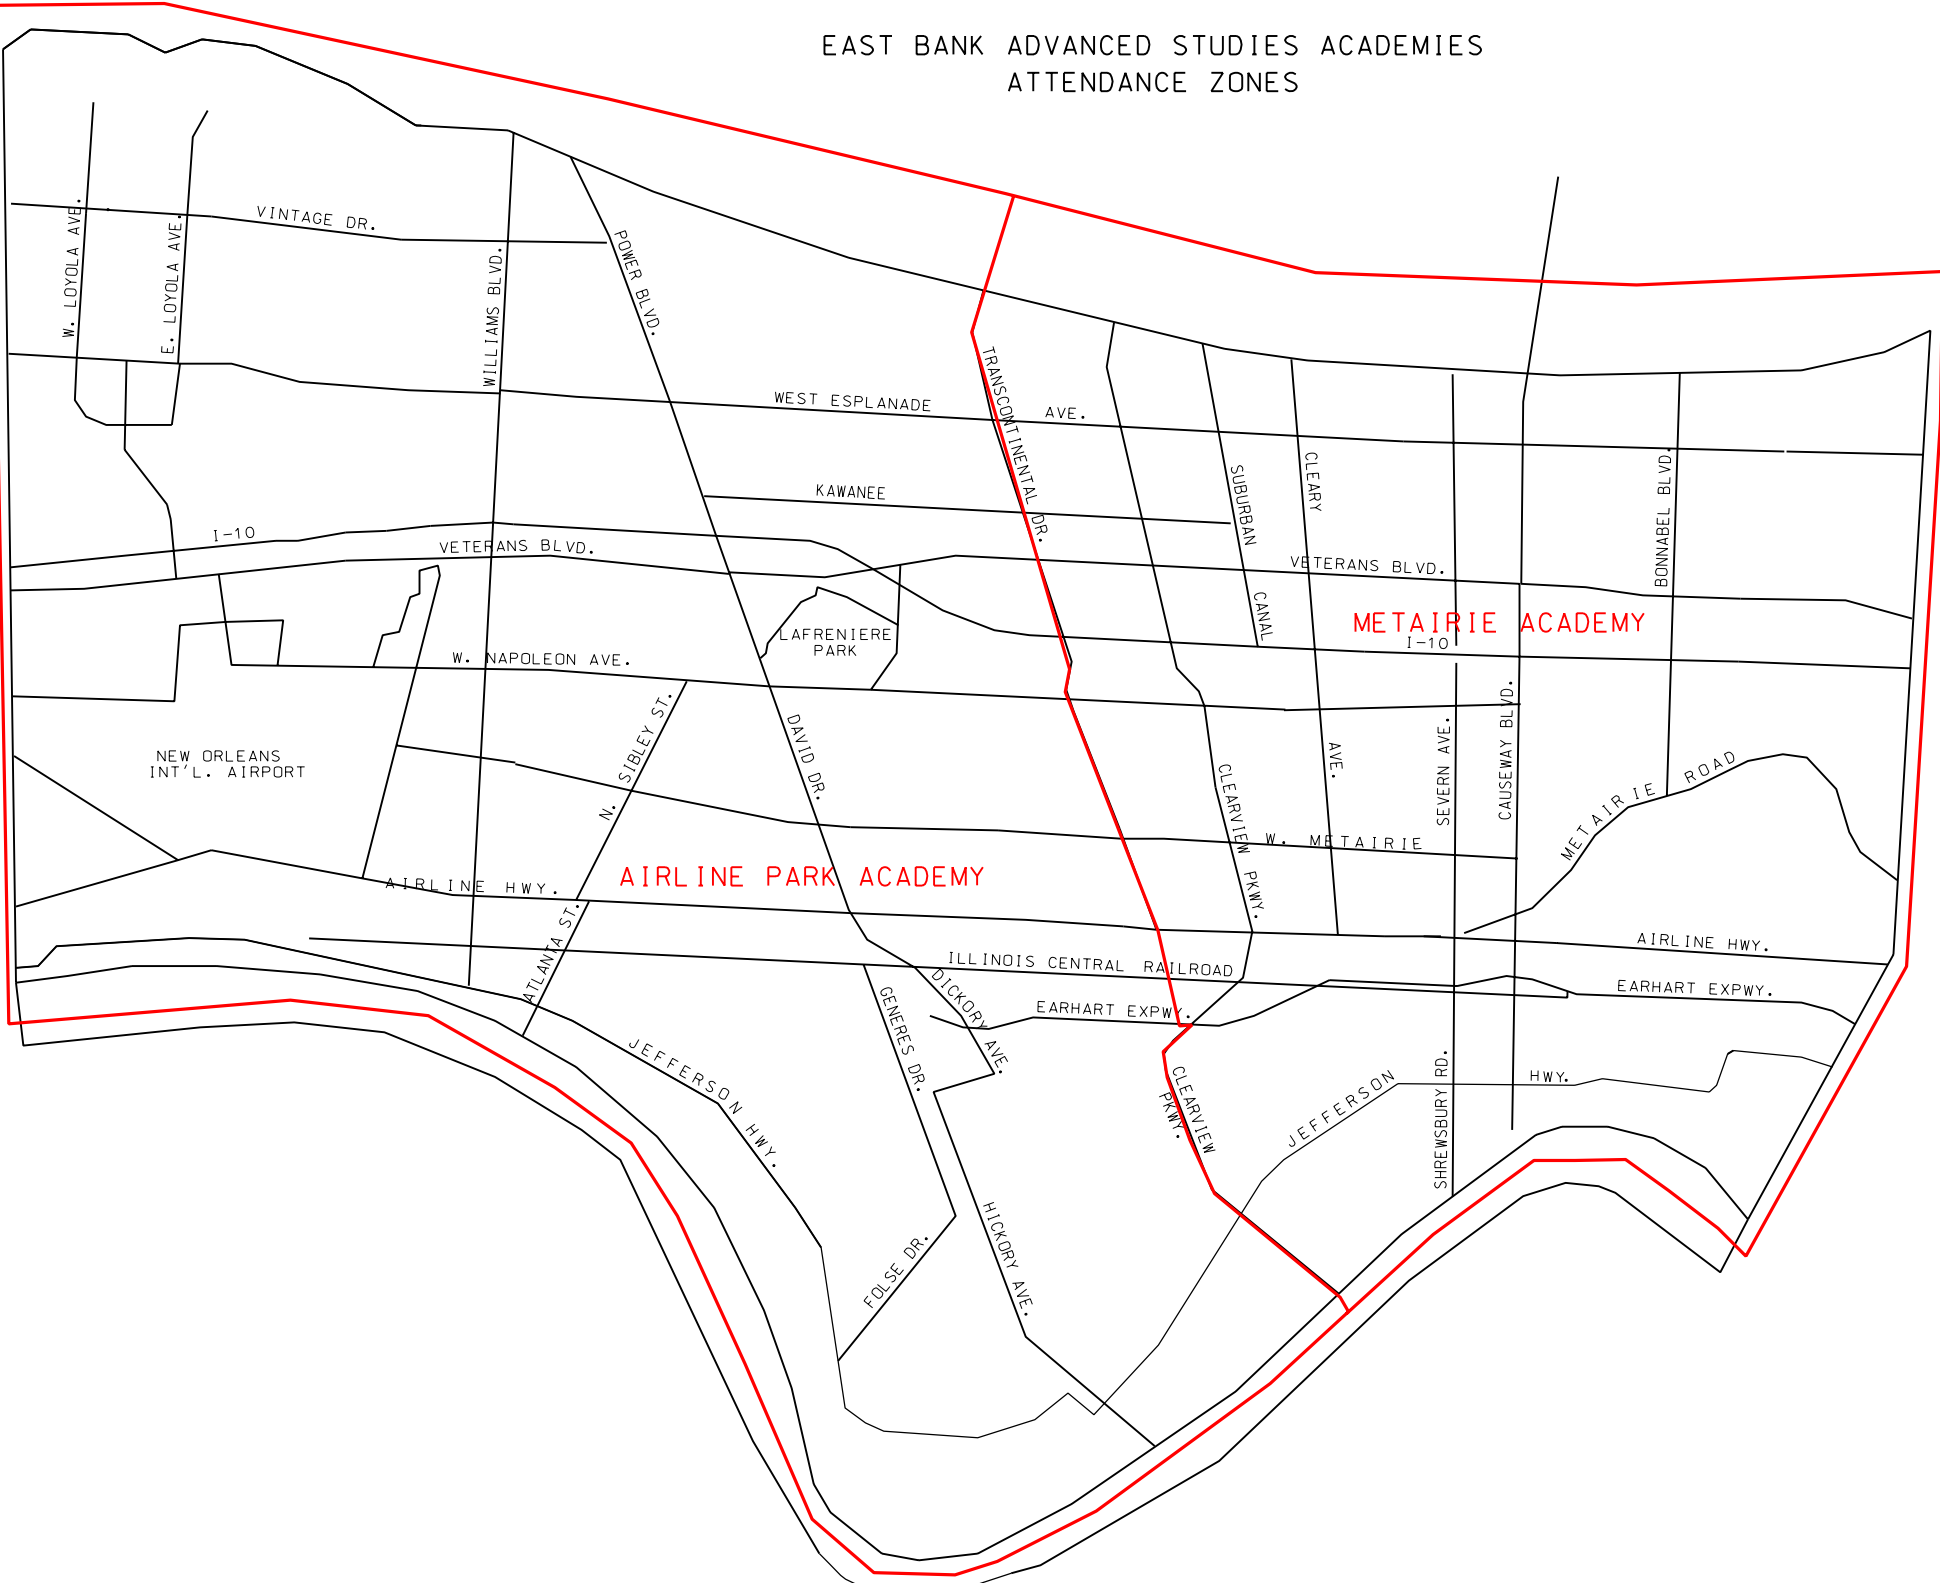 EAST BANK ADVANCED STUDIES ACADEMIES
ATTENDANCE ZONES
W. LOYOLA AVE.
E. LOYOLA AVE.
VINTAGE DR.
WILLIAMS BLVD.
POWER BLVD.
TRANSCONTINENTAL DR.
WEST ESPLANADE AVE.
KAWANEE
SUBURBAN
CANAL
CLEARY
AVE.
BONNABEL BLVD.
I-10
VETERANS BLVD.
VETERANS BLVD.
METAIRIE ACADEMY
I-10
LAFRENIERE
PARK
W. NAPOLEON AVE.
N. SIBLEY ST.
DAVID DR.
NEW ORLEANS
INT'L. AIRPORT
CLEARVIEW PKWY.
SEVERN AVE.
CAUSEWAY BLVD.
METAIRIE ROAD
W. METAIRIE
AIRLINE HWY.
AIRLINE PARK ACADEMY
ATLANTA ST.
AIRLINE HWY.
ILLINOIS CENTRAL RAILROAD
GENERES DR.
DICKORY AVE.
EARHART EXPWY.
EARHART EXPWY.
JEFFERSON HWY.
CLEARVIEW
PKWY.
JEFFERSON HWY.
SHREWSBURY RD.
FOLSE DR.
HICKORY AVE.